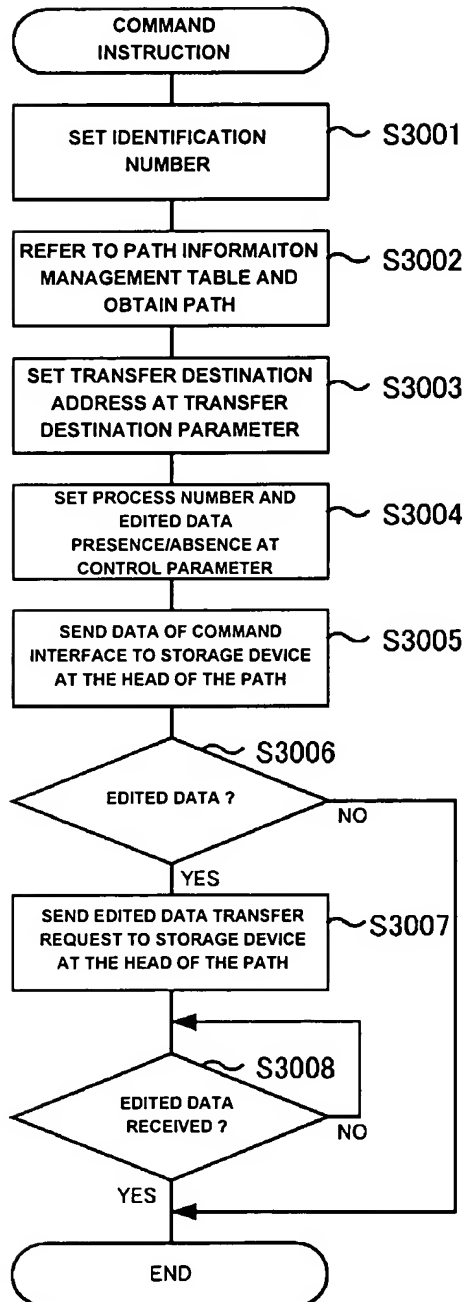 COMMAND
INSTRUCTION
SET IDENTIFICATION
NUMBER
S3001
REFER TO PATH INFORMAITON
MANAGEMENT TABLE AND
OBTAIN PATH
S3002
SET TRANSFER DESTINATION
ADDRESS AT TRANSFER
DESTINATION PARAMETER
S3003
SET PROCESS NUMBER AND
EDITED DATA
PRESENCE/ABSENCE AT
CONTROL PARAMETER
S3004
SEND DATA OF COMMAND
INTERFACE TO STORAGE DEVICE
AT THE HEAD OF THE PATH
S3005
S3006
EDITED DATA ?
NO
YES
SEND EDITED DATA TRANSFER
REQUEST TO STORAGE DEVICE
AT THE HEAD OF THE PATH
S3007
S3008
EDITED DATA
RECEIVED ?
NO
YES
END